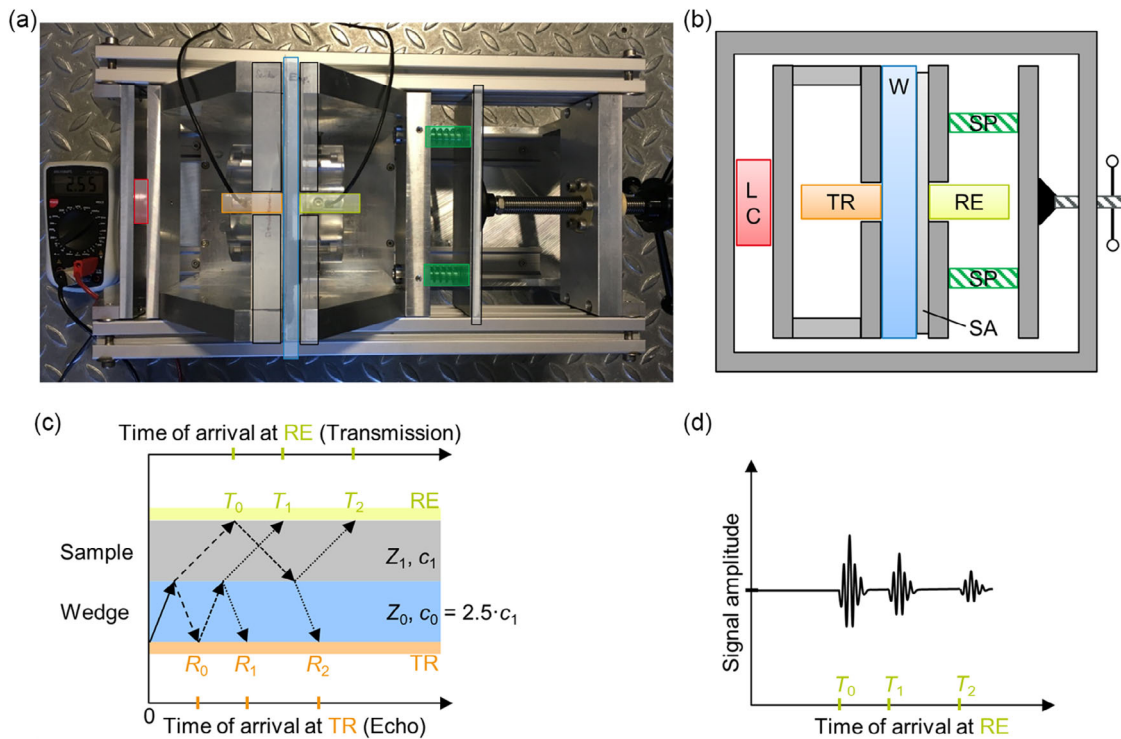 (a)
2.55
(b)
W
SP
L
C
TR
RE
SP
SA
(c)
Time of arrival at RE (Transmission)
T₀ T₁ T₂ RE
Sample
Z₁, c₁
Wedge
Z₀, c₀ = 2.5·c₁
R₀ R₁ R₂ TR
0
Time of arrival at TR (Echo)
(d)
Signal amplitude
T₀ T₁ T₂
Time of arrival at RE